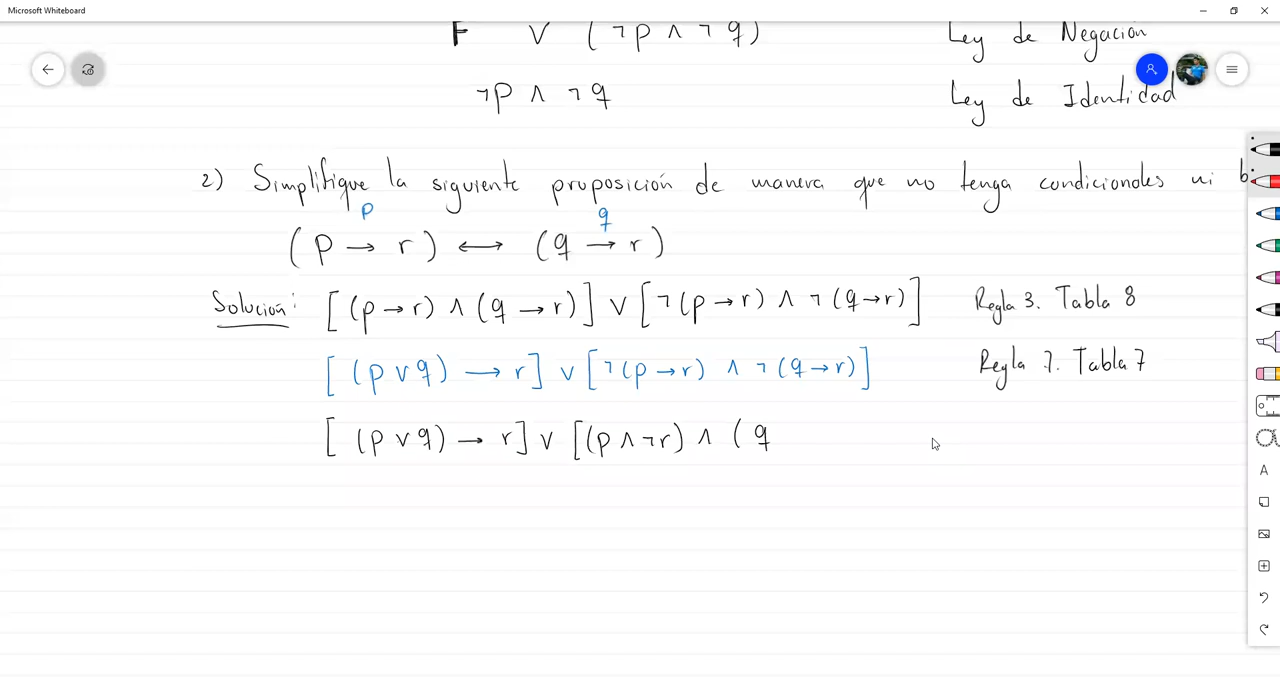 Microsoft Whiteboard
F ∨ (¬p ∧ ¬q) Ley de Negación
¬p ∧ ¬q Ley de Identidad
2) Simplifique la siguiente proposición de manera que no tenga condicionales ni b
p q
(p → r) ↔ (q → r)
Solución: [(p → r) ∧ (q → r)] ∨ [¬(p → r) ∧ ¬(q → r)] Regla 3. Tabla 8
[(p ∨ q) → r] ∨ [¬(p → r) ∧ ¬(q → r)] Regla 7. Tabla 7
[(p ∨ q) → r] ∨ [(p ∧ ¬r) ∧ (q
A